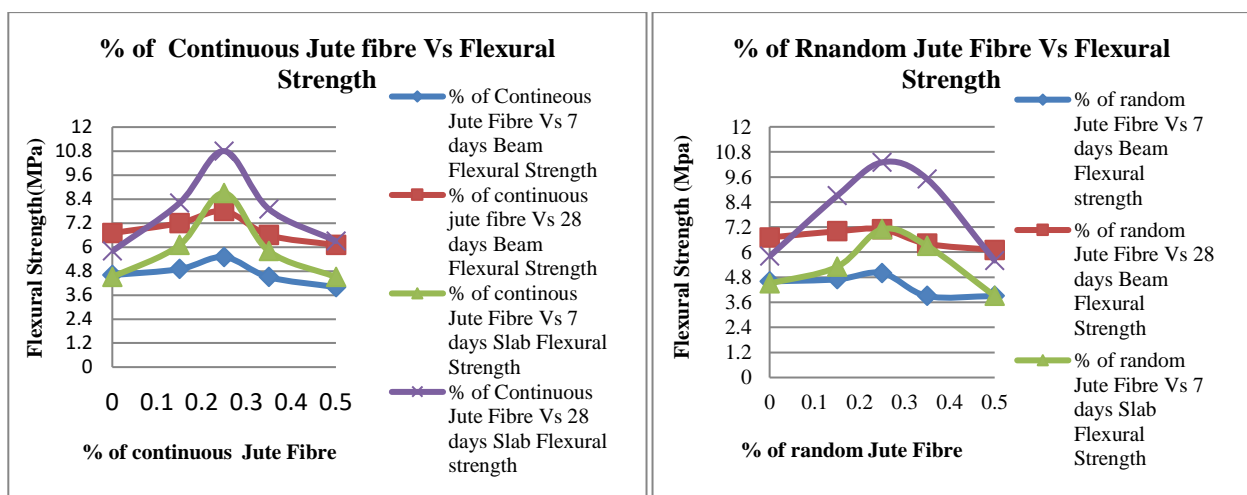 % of Continuous Jute fibre Vs Flexural
Strength
Flexural Strength(MPa)
12
10.8
9.6
8.4
7.2
6
4.8
3.6
2.4
1.2
0
0 0.1 0.2 0.3 0.4 0.5
% of continuous Jute Fibre
% of Contineous
Jute Fibre Vs 7
days Beam
Flexural Strength
% of continuous
jute fibre Vs 28
days Beam
Flexural Strength
% of continous
Jute Fibre Vs 7
days Slab Flexural
Strength
% of Continuous
Jute Fibre Vs 28
days Slab Flexural
strength
% of Rnandom Jute Fibre Vs Flexural
Strength
Flexural Strength (Mpa)
12
10.8
9.6
8.4
7.2
6
4.8
3.6
2.4
1.2
0
0 0.1 0.2 0.3 0.4 0.5
% of random Jute Fibre
% of random
Jute Fibre Vs 7
days Beam
Flexural
strength
% of random
Jute Fibre Vs 28
days Beam
Flexural
Strength
% of random
Jute Fibre Vs 7
days Slab
Flexural
Strength